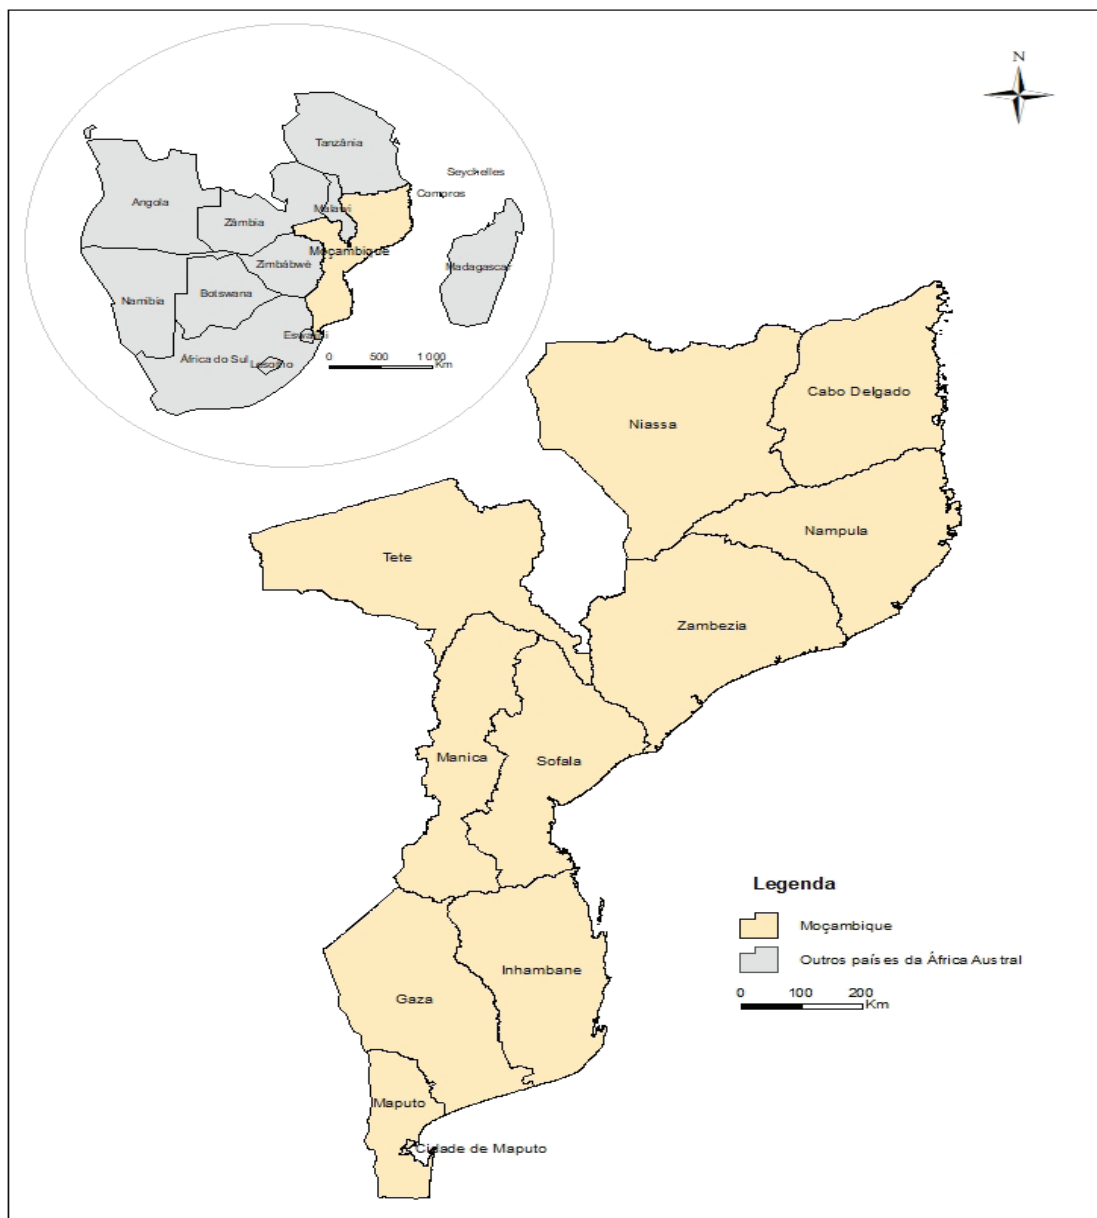 N
Tanzânia
Seychelles
Comoros
Angola
Malawi
Zâmbia
Moçambique
Zimbábwè
Madagascar
Botswana
Namíbia
Eswatini
África do Sul
Lesotho
0 500 1 000
Km
Cabo Delgado
Niassa
Nampula
Tete
Zambezia
Manica
Sofala
Legenda
Moçambique
Outros países da África Austral
Inhambane
0 100 200
Km
Gaza
Maputo
Cidade de Maputo